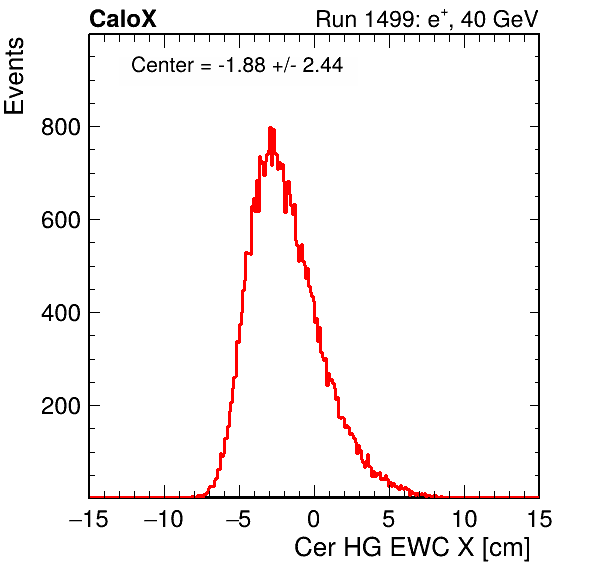 CaloX Run 1499: e+, 40 GeV
Events
Center = -1.88 +/- 2.44
800
600
400
200
−15 −10 −5 0 5 10 15
Cer HG EWC X [cm]